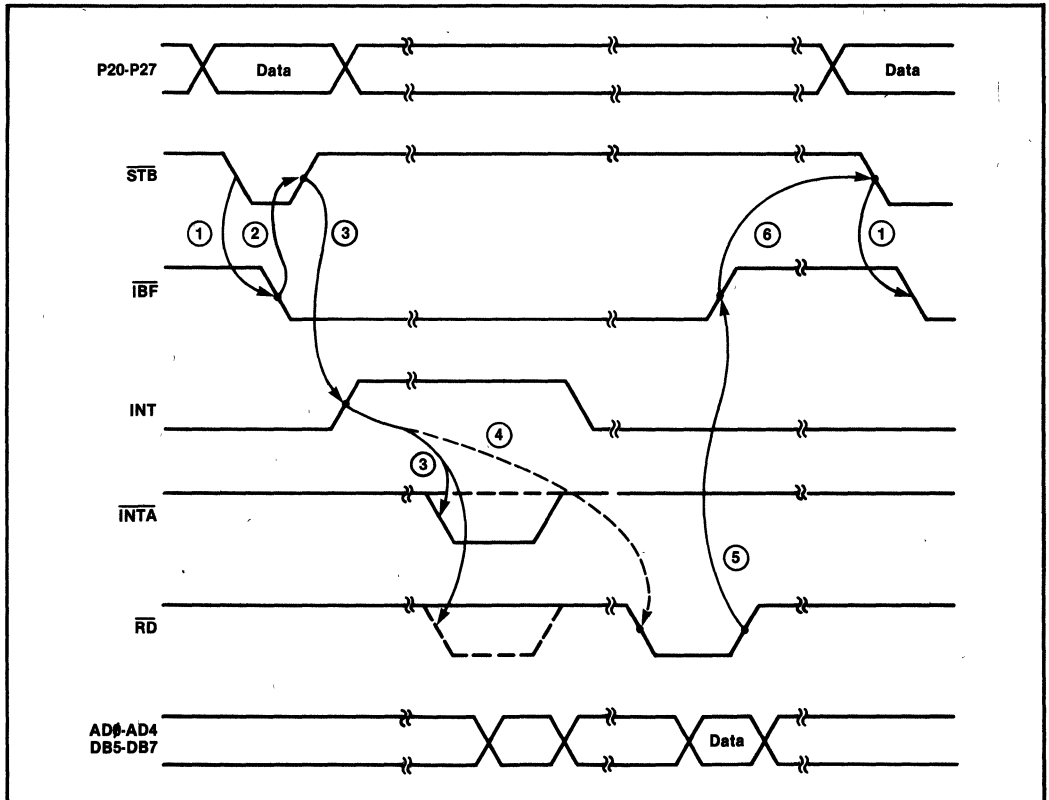 P20-P27
Data
Data
STB
1
2
3
6
1
IBF
INT
4
3
INTA
5
RD
AD0-AD4
DB5-DB7
Data